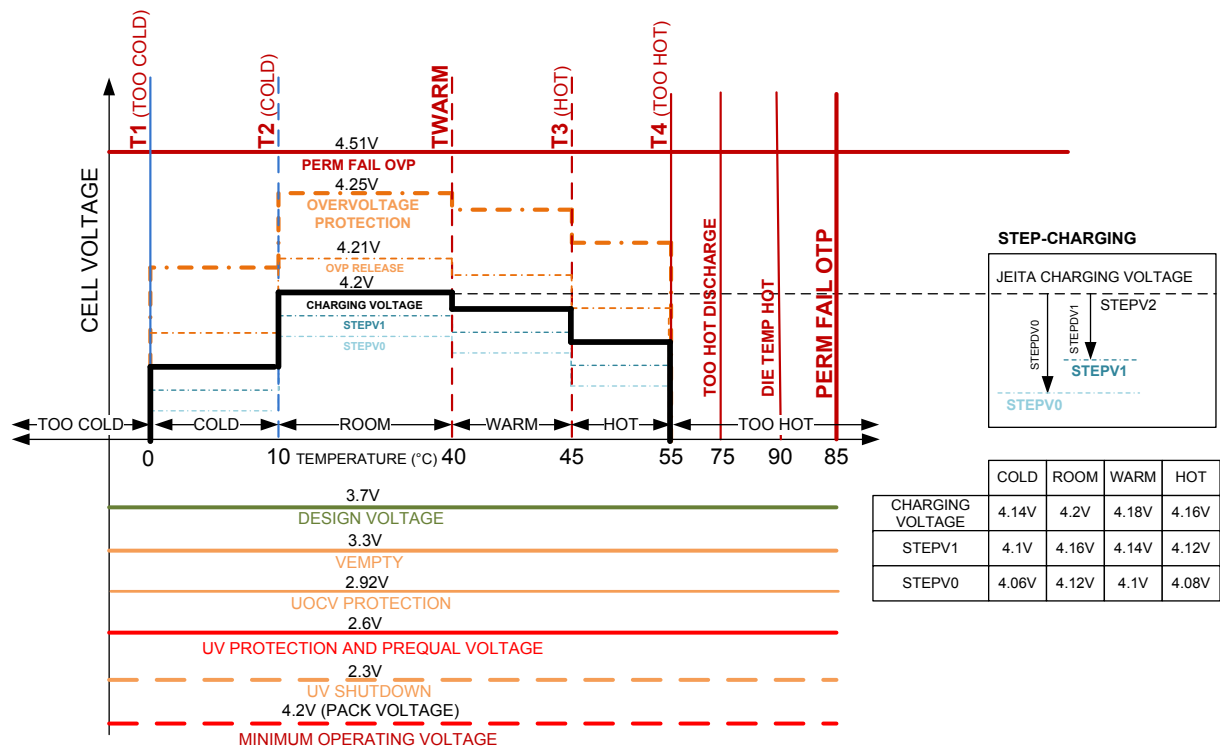 T1 (TOO COLD)
T2 (COLD)
TWARM
T3 (HOT)
T4 (TOO HOT)
CELL VOLTAGE
4.51V
PERM FAIL OVP
4.25V
OVERVOLTAGE
PROTECTION
4.21V
OVP RELEASE
4.2V
CHARGING VOLTAGE
STEPV1
STEPV0
TOO HOT DISCHARGE
DIE TEMP HOT
PERM FAIL OTP
TOO COLD
COLD
ROOM
WARM
HOT
TOO HOT
0
10
TEMPERATURE (°C)
40
45
55
75
90
85
3.7V
DESIGN VOLTAGE
3.3V
VEMPTY
2.92V
UOCV PROTECTION
2.6V
UV PROTECTION AND PREQUAL VOLTAGE
2.3V
UV SHUTDOWN
4.2V (PACK VOLTAGE)
MINIMUM OPERATING VOLTAGE
STEP-CHARGING
JEITA CHARGING VOLTAGE
STEPV2
STEPDV0
STEPDV1
STEPV1
STEPV0
COLD ROOM WARM HOT
CHARGING
VOLTAGE
4.14V 4.2V 4.18V 4.16V
STEPV1 4.1V 4.16V 4.14V 4.12V
STEPV0 4.06V 4.12V 4.1V 4.08V